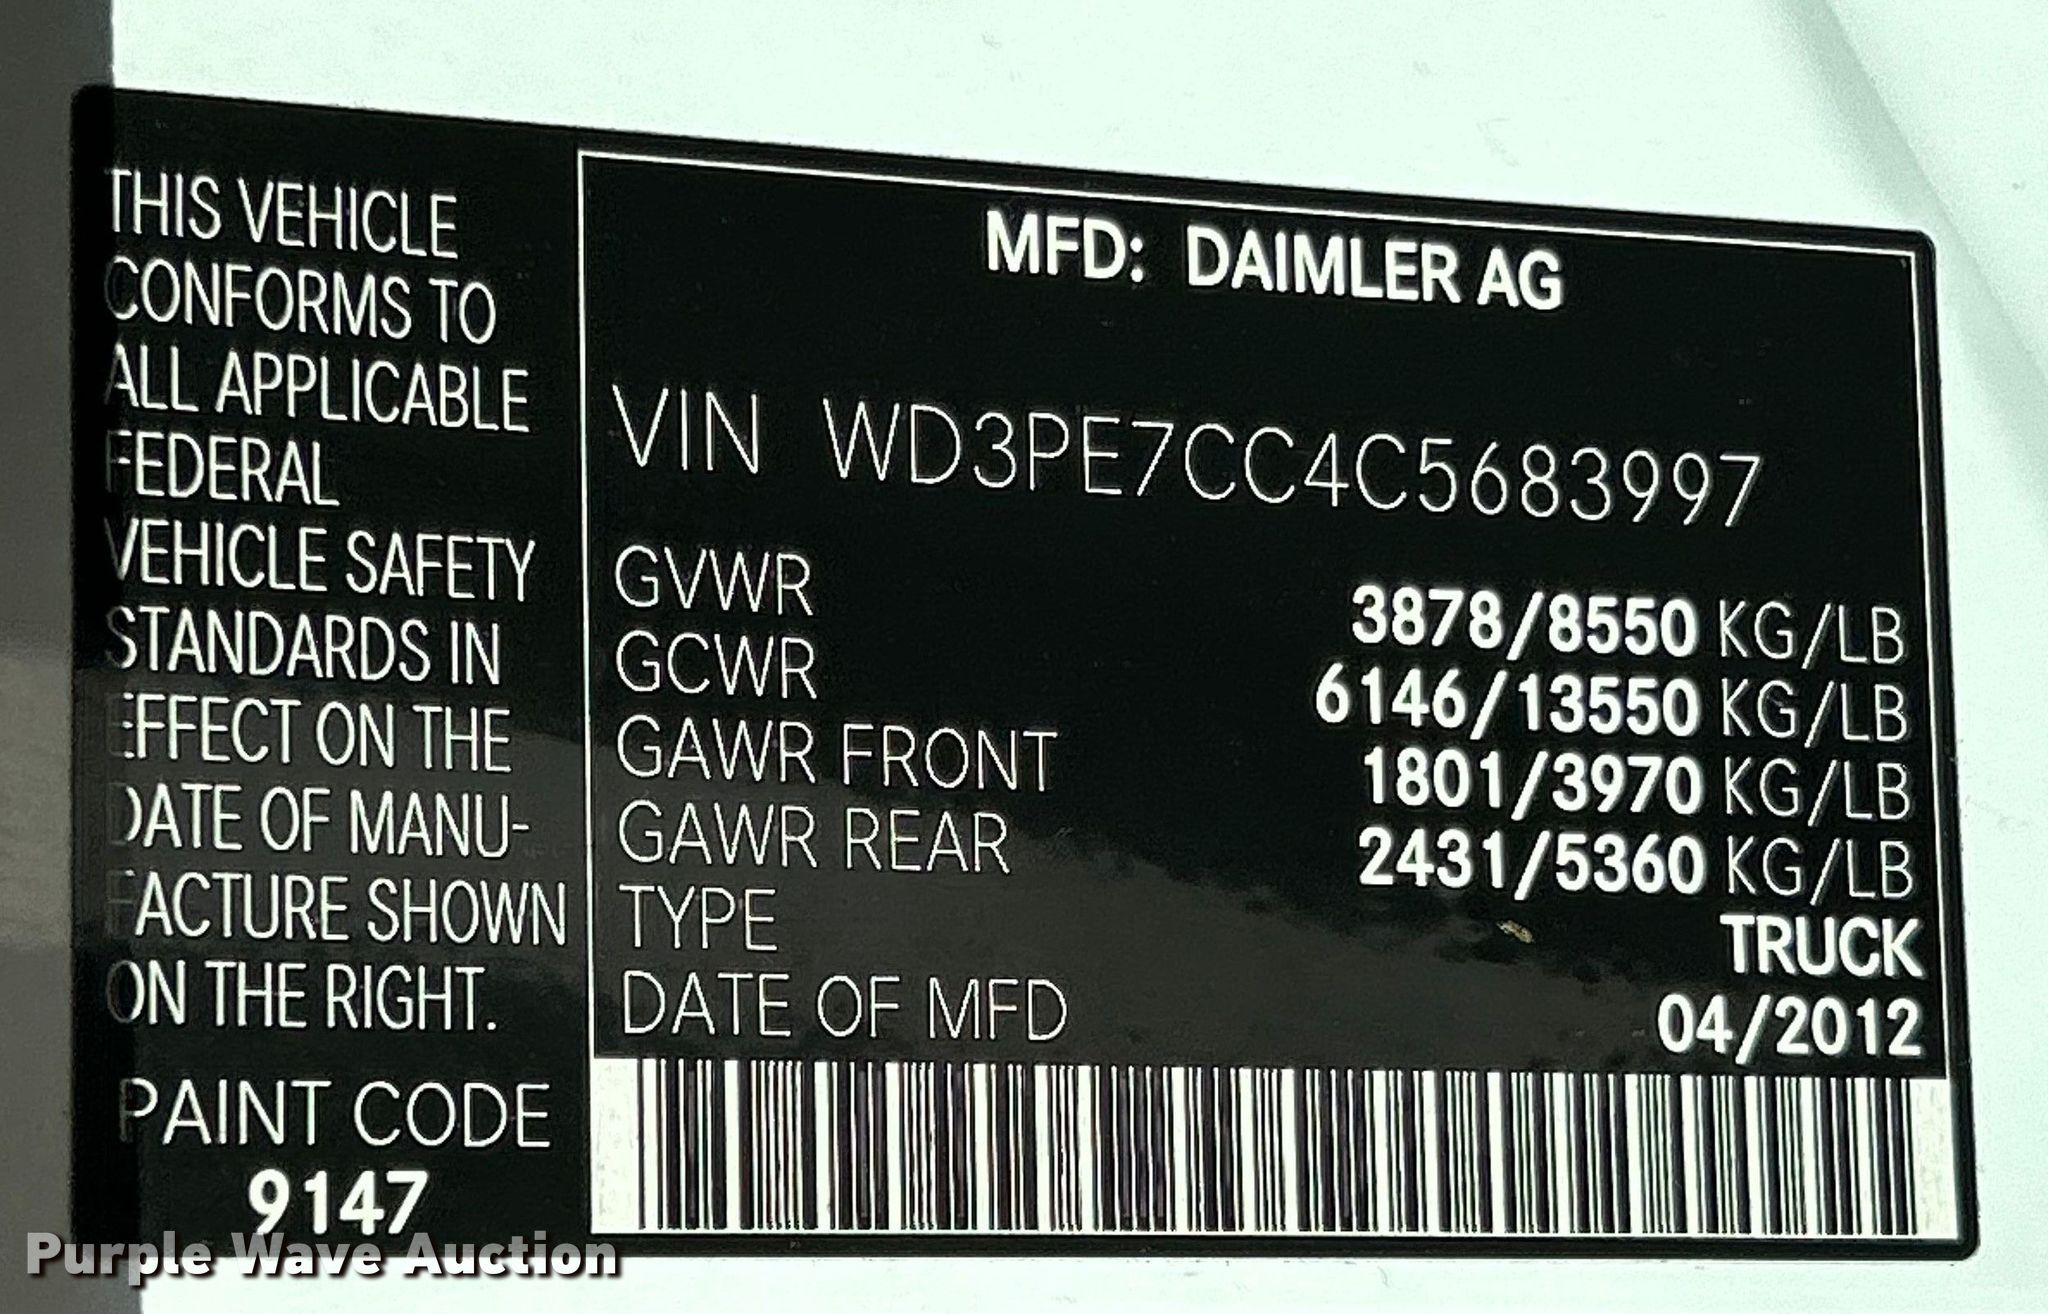 THIS VEHICLE
CONFORMS TO
ALL APPLICABLE
FEDERAL
VEHICLE SAFETY
STANDARDS IN
EFFECT ON THE
DATE OF MANU-
FACTURE SHOWN
ON THE RIGHT.
PAINT CODE
9147
MFD: DAIMLER AG
VIN WD3PE7CC4C5683997
GVWR 3878/8550 KG/LB
GCWR 6146/13550 KG/LB
GAWR FRONT 1801/3970 KG/LB
GAWR REAR 2431/5360 KG/LB
TYPE TRUCK
DATE OF MFD 04/2012
Purple Wave Auction